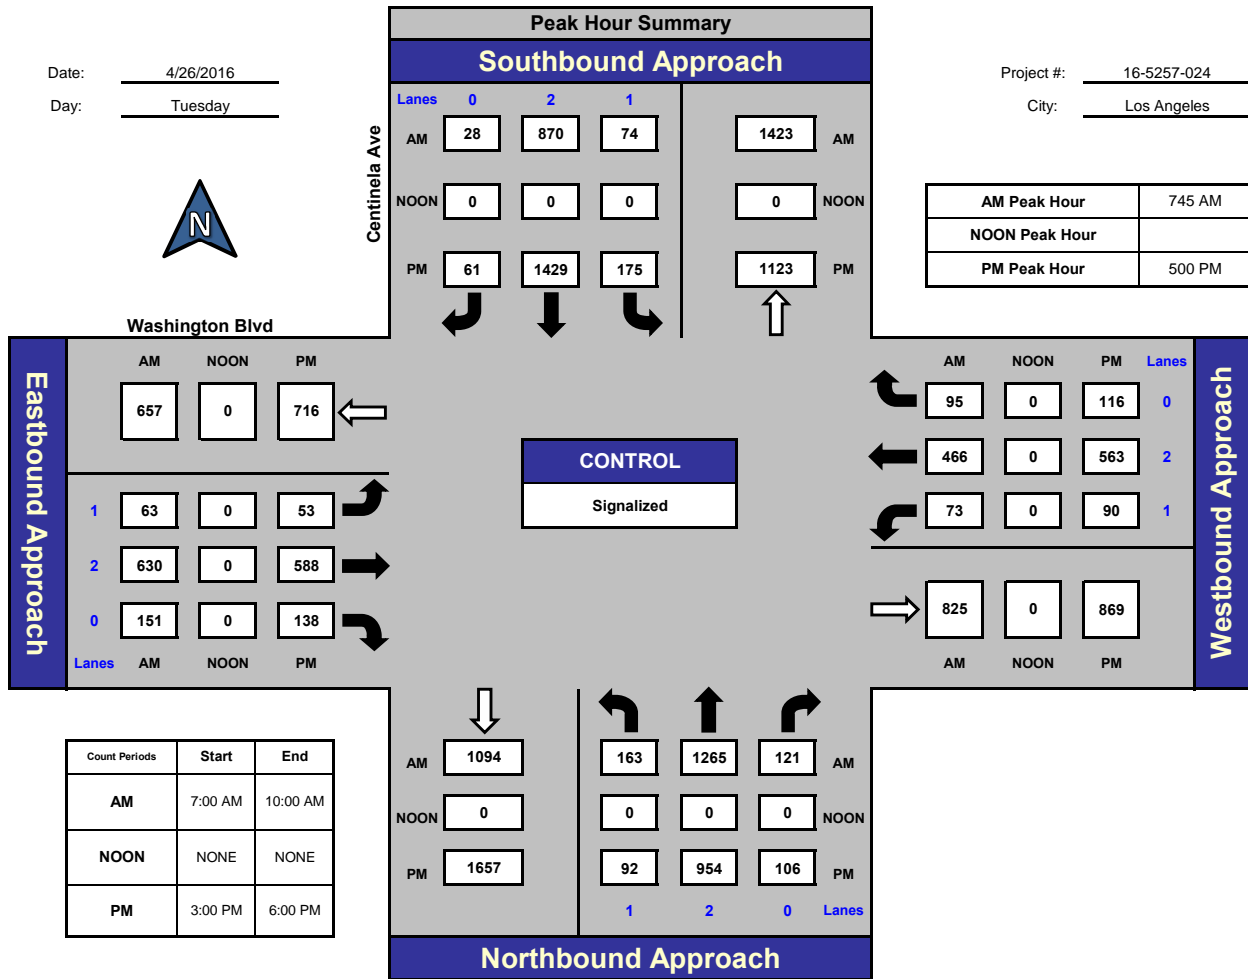 Peak Hour Summary
Southbound Approach
Date: 4/26/2016
Project #: 16-5257-024
Day: Tuesday
City: Los Angeles
Lanes 0 2 1
Centinela Ave
AM 28 870 74 1423 AM
NOON 0 0 0 0 NOON
PM 61 1429 175 1123 PM
N
AM Peak Hour 745 AM
NOON Peak Hour
PM Peak Hour 500 PM
Washington Blvd
Eastbound Approach
AM NOON PM
657 0 716
1 63 0 53
2 630 0 588
0 151 0 138
Lanes AM NOON PM
CONTROL
Signalized
AM NOON PM Lanes
95 0 116 0
466 0 563 2
73 0 90 1
825 0 869
AM NOON PM
Westbound Approach
AM 1094 163 1265 121 AM
NOON 0 0 0 0 NOON
PM 1657 92 954 106 PM
1 2 0 Lanes
Northbound Approach
Count Periods Start End
AM 7:00 AM 10:00 AM
NOON NONE NONE
PM 3:00 PM 6:00 PM